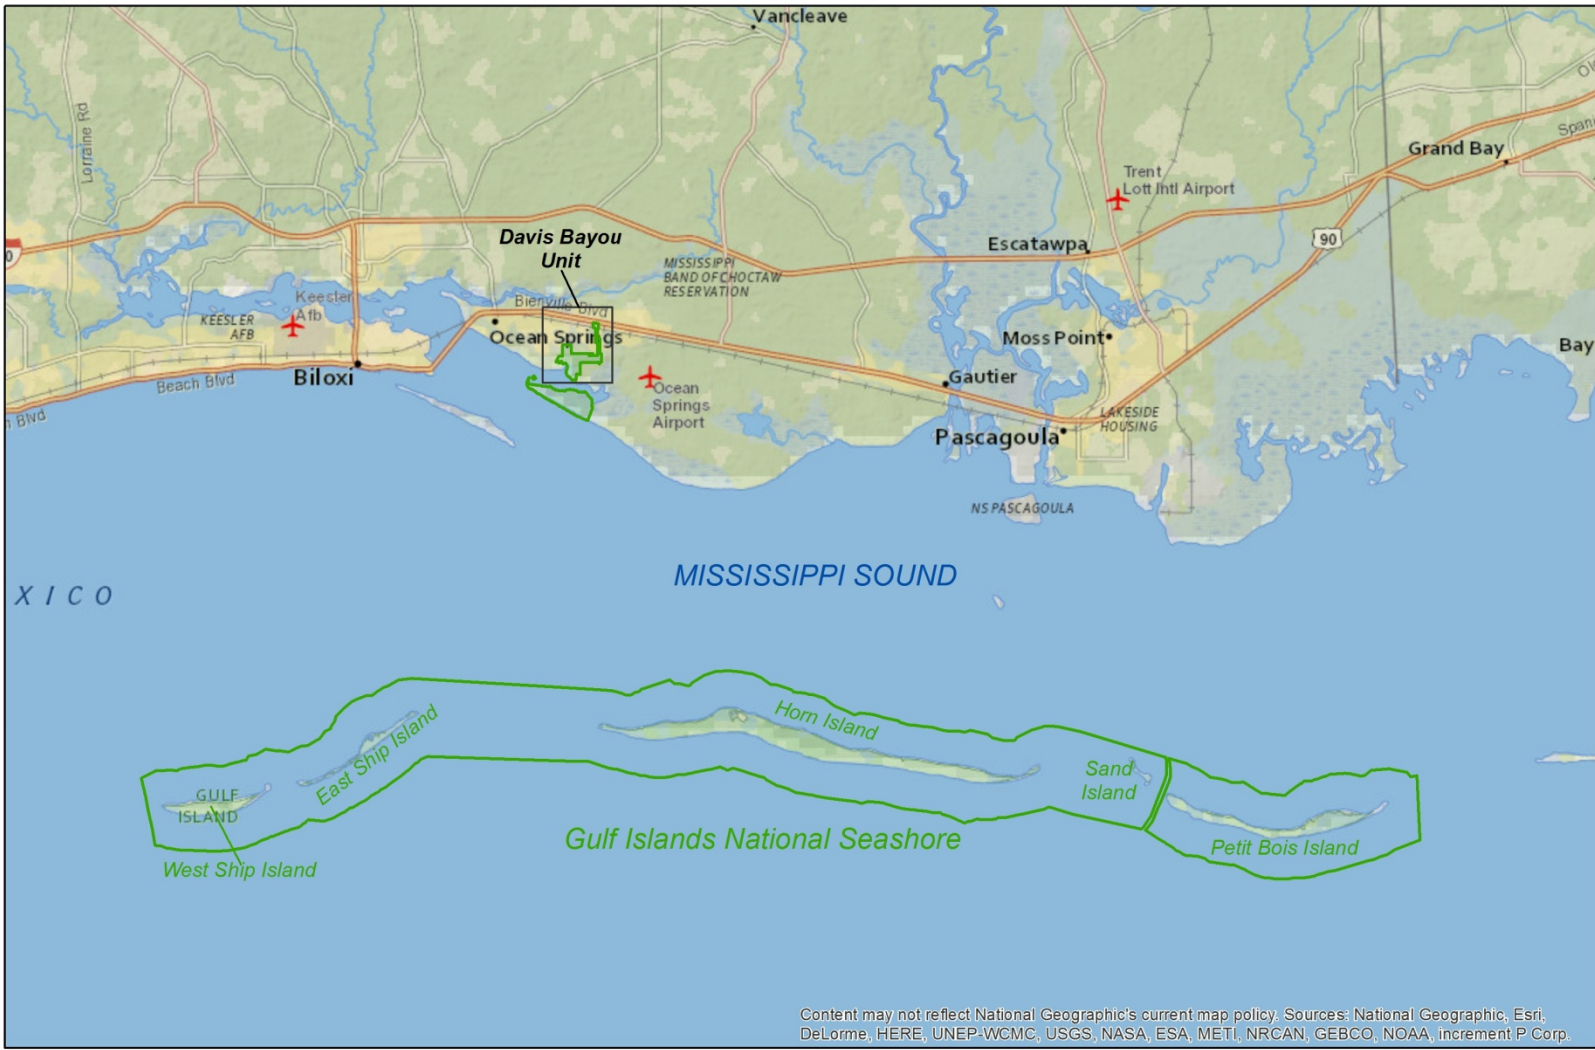 Vancleave
Lorraine Rd
Grand Bay
Span
Trent
Lott Intl Airport
90
Escatawpa
Davis Bayou
Unit
0
MISSISSIPPI
BAND OF CHOCTAW
RESERVATION
Keesler
Afb
KEESLER
AFB
Bienville Blvd
Ocean Springs
Moss Point
Bay
Biloxi
Beach Blvd
Blvd
Ocean
Springs
Airport
Gautier
LAKESIDE
HOUSING
Pascagoula
NS PASCAGOULA
MISSISSIPPI SOUND
XICO
Horn Island
East Ship Island
Sand
Island
GULF
ISLAND
West Ship Island
Gulf Islands National Seashore
Petit Bois Island
Content may not reflect National Geographic's current map policy. Sources: National Geographic, Esri,
DeLorme, HERE, UNEP-WCMC, USGS, NASA, ESA, METI, NRCAN, GEBCO, NOAA, increment P Corp.